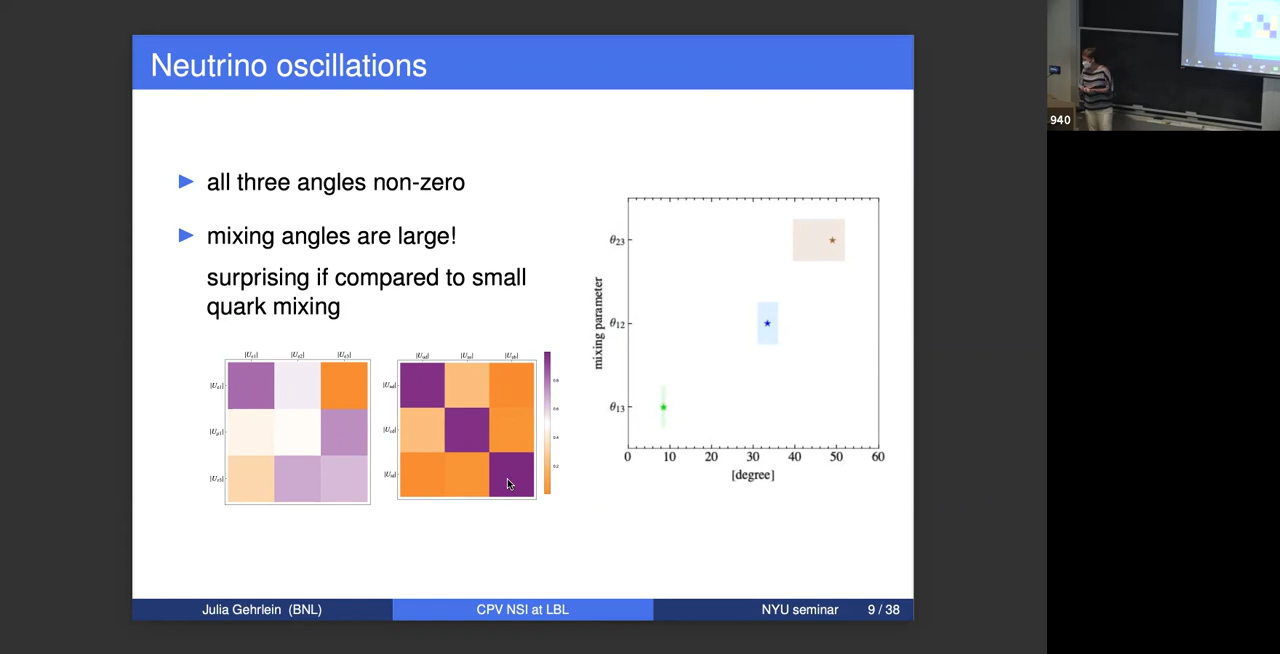 Neutrino oscillations
all three angles non-zero
mixing angles are large!
surprising if compared to small
quark mixing
θ23
θ12
θ13
mixing parameter
0 10 20 30 40 50 60
[degree]
Julia Gehrlein (BNL) CPV NSI at LBL NYU seminar 9 / 38
940